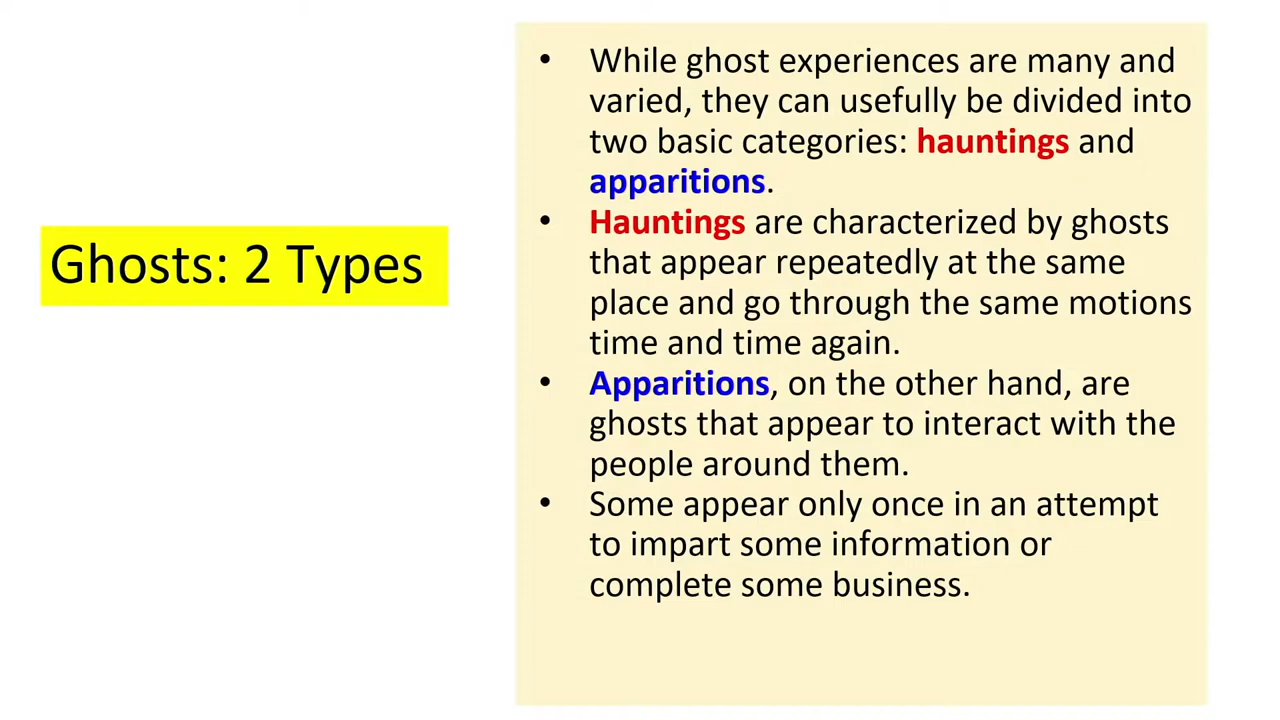 Ghosts: 2 Types
• While ghost experiences are many and
varied, they can usefully be divided into
two basic categories: hauntings and
apparitions.
• Hauntings are characterized by ghosts
that appear repeatedly at the same
place and go through the same motions
time and time again.
• Apparitions, on the other hand, are
ghosts that appear to interact with the
people around them.
• Some appear only once in an attempt
to impart some information or
complete some business.